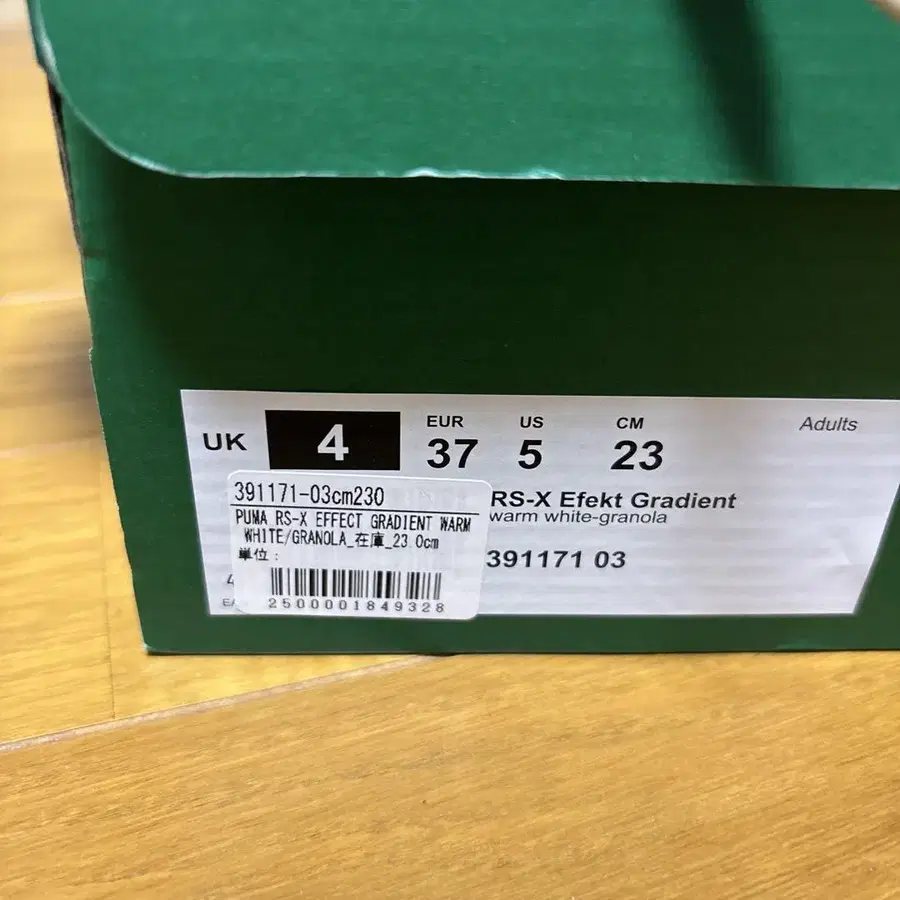 UK 4 EUR 37 US 5 CM 23 Adults
RS-X Efekt Gradient
warm white-granola
391171 03
391171-03cm230
PUMA RS-X EFFECT GRADIENT WARM
WHITE/GRANOLA_在庫_23.0cm
単位:
2500001849328